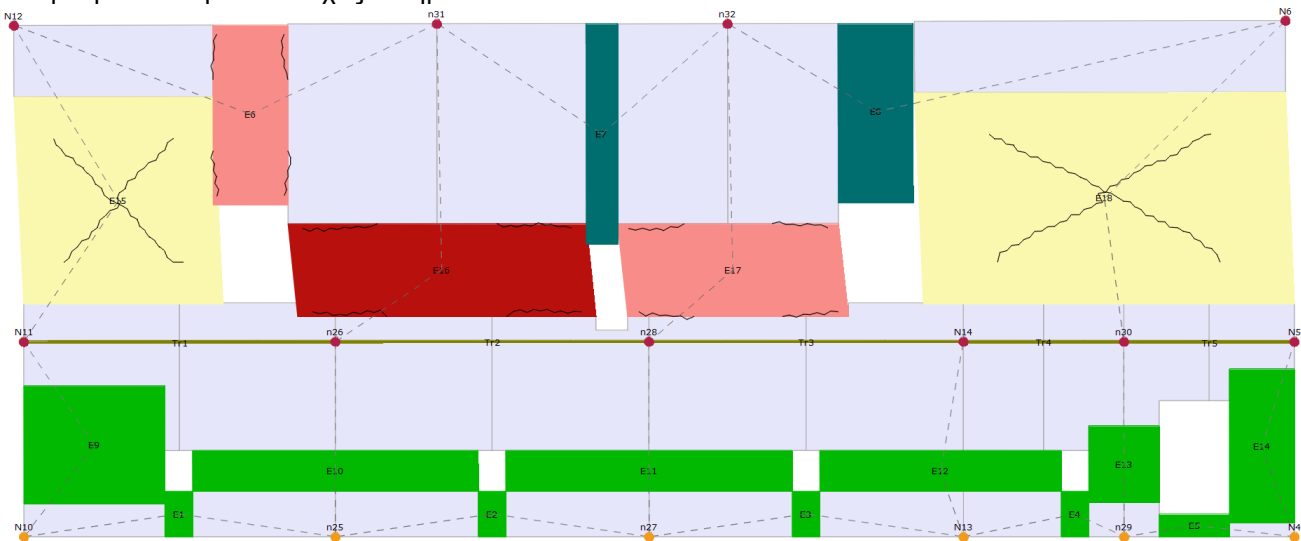 N12 n31 n32 N6
E6 E7 E8
E15 E18
E16 E17
N11 n26 n28 N14 n30 N5
Tr1 Tr2 Tr3 Tr4 Tr5
E9 E10 E11 E12 E13 E14
E1 E2 E3 E4 E5
N10 n25 n27 N13 n29 N4